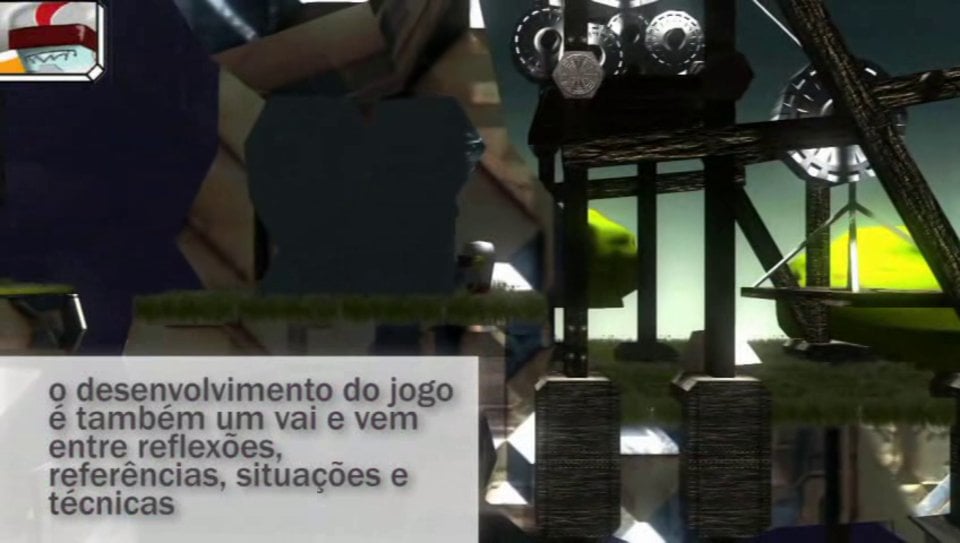 o desenvolvimento do jogo
é também um vai e vem
entre reflexões,
referências, situações e
técnicas